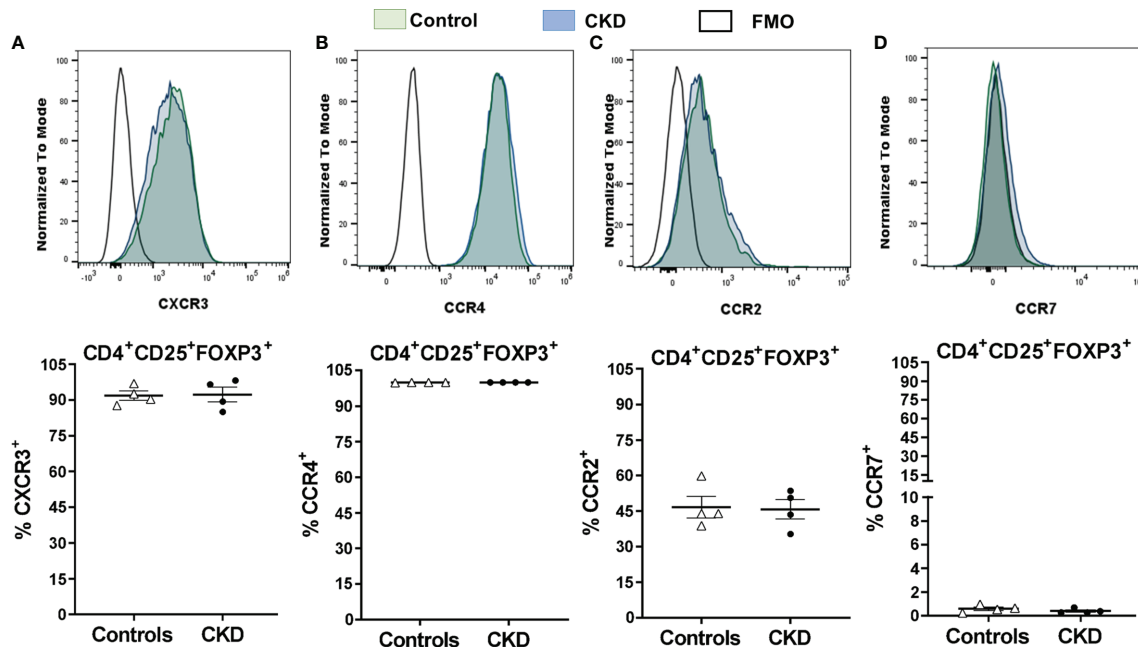 Control CKD FMO
A B C D
Normalized To Mode
100
80
60
40
20
0
-10³ 0 10³ 10⁴ 10⁵ 10⁶
CXCR3
Normalized To Mode
100
80
60
40
20
0
0 10³ 10⁴ 10⁵ 10⁶
CCR4
Normalized To Mode
100
80
60
40
20
0
0 10³ 10⁴ 10⁵
CCR2
Normalized To Mode
100
80
60
40
20
0
0 10⁴
CCR7
CD4⁺CD25⁺FOXP3⁺
% CXCR3⁺
105
90
75
60
45
30
15
0
Controls CKD
CD4⁺CD25⁺FOXP3⁺
% CCR4⁺
105
90
75
60
45
30
15
0
Controls CKD
CD4⁺CD25⁺FOXP3⁺
% CCR2⁺
105
90
75
60
45
30
15
0
Controls CKD
CD4⁺CD25⁺FOXP3⁺
% CCR7⁺
105
90
75
60
45
30
15
10
8
6
4
2
0
Controls CKD